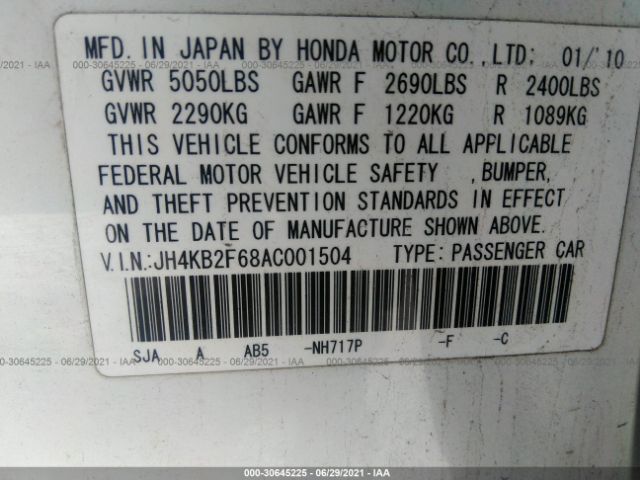 MFD. IN JAPAN BY HONDA MOTOR CO.,LTD; 01/'10
GVWR 5050LBS GAWR F 2690LBS R 2400LBS
GVWR 2290KG GAWR F 1220KG R 1089KG
THIS VEHICLE CONFORMS TO ALL APPLICABLE
FEDERAL MOTOR VEHICLE SAFETY ,BUMPER,
AND THEFT PREVENTION STANDARDS IN EFFECT
ON THE DATE OF MANUFACTURE SHOWN ABOVE.
V.I.N.:JH4KB2F68AC001504 TYPE: PASSENGER CAR
SJA A AB5 -NH717P -F -C
000-30645225 - 06/29/2021 - IAA